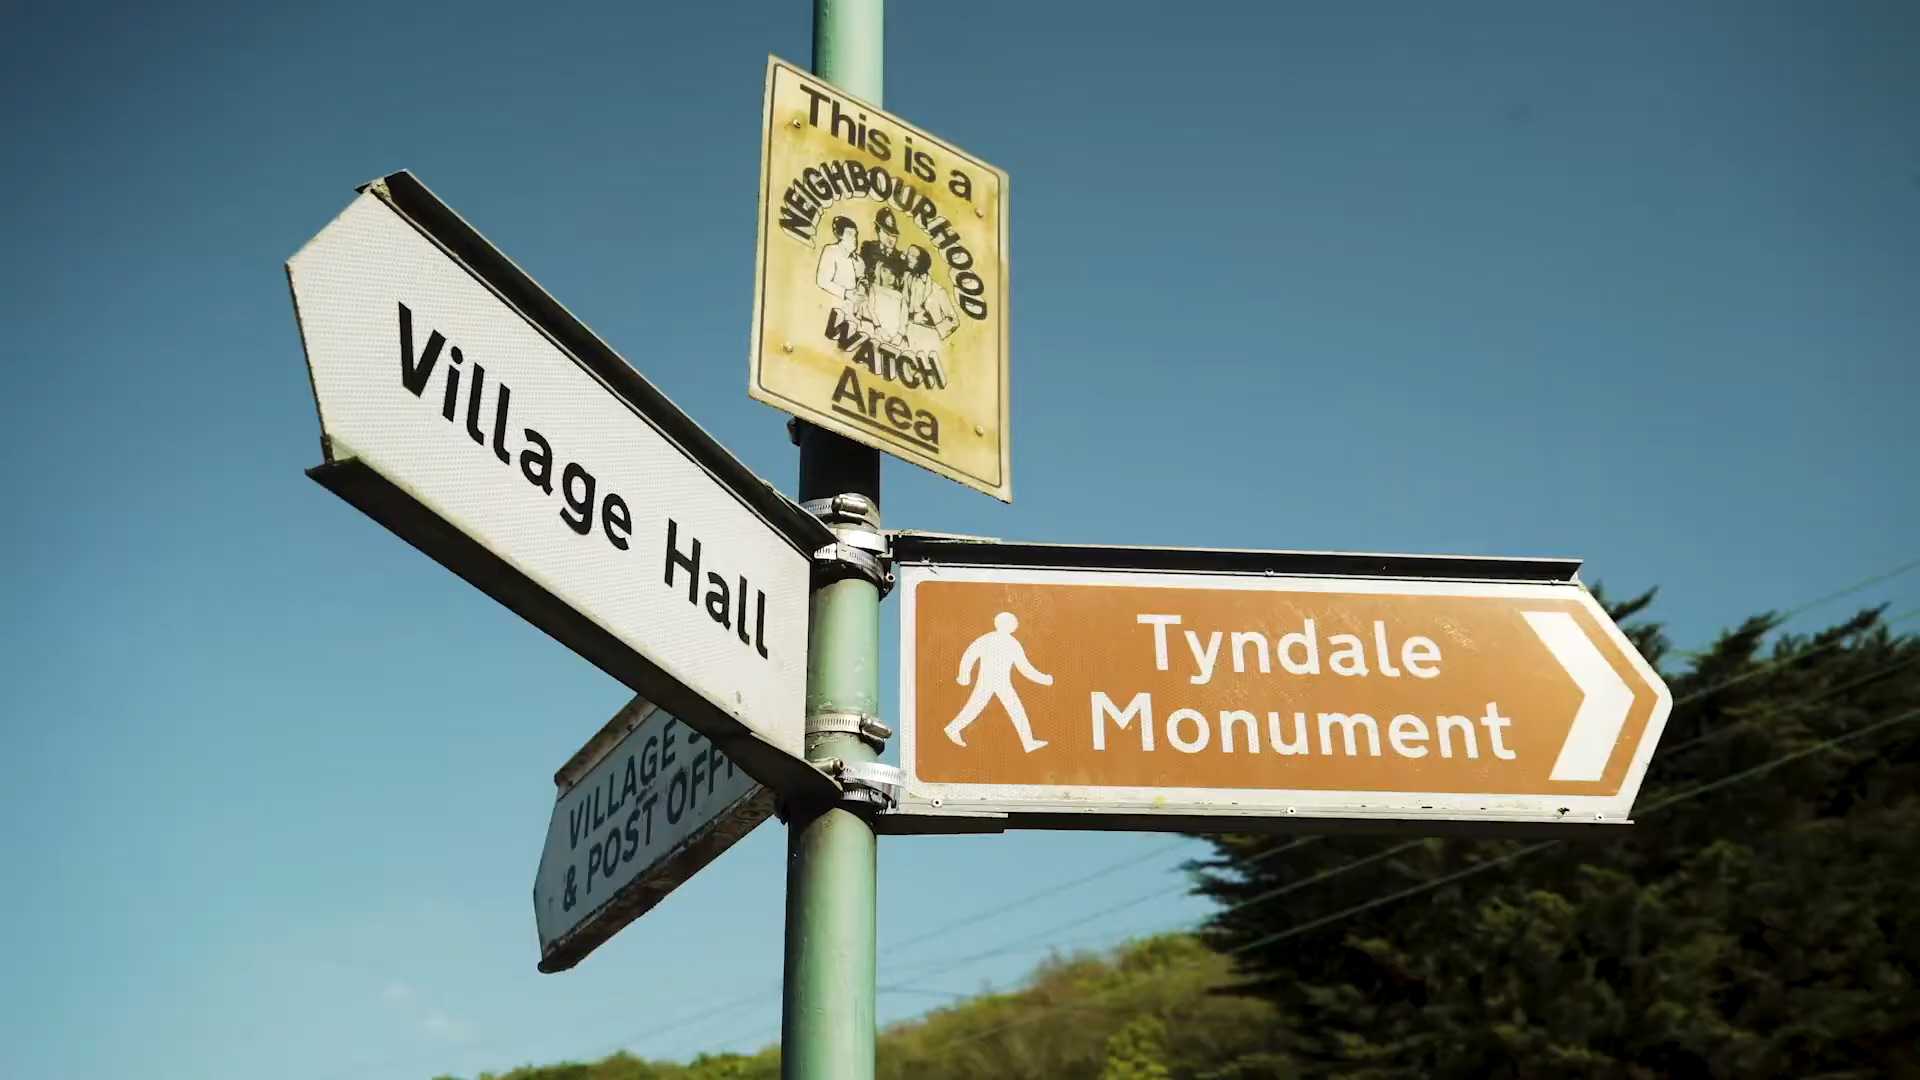 This is a
NEIGHBOURHOOD
WATCH
Area
Village Hall
Tyndale
Monument
VILLAGE
& POST